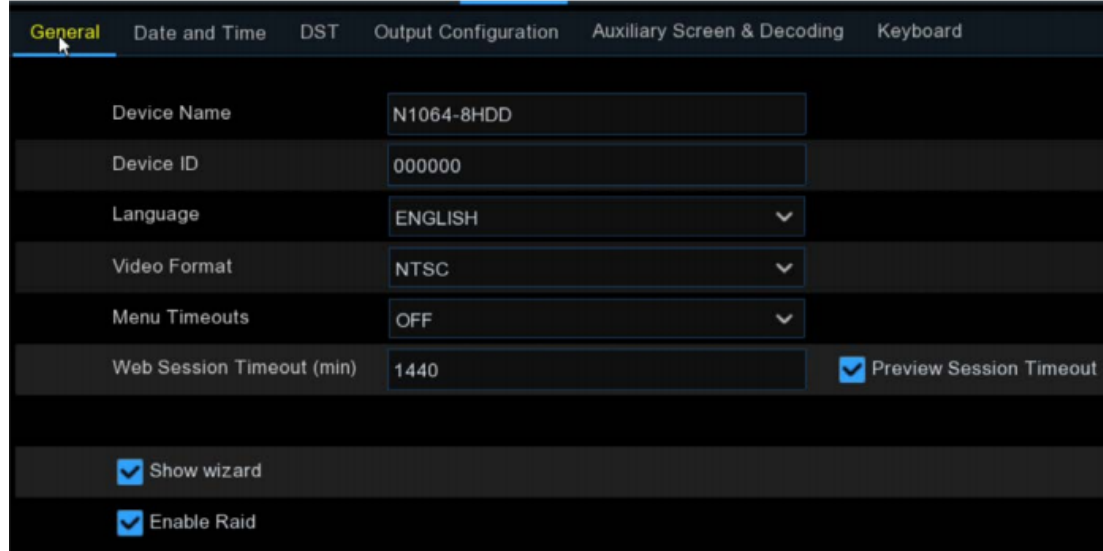 General Date and Time DST Output Configuration Auxiliary Screen & Decoding Keyboard
Device Name N1064-8HDD
Device ID 000000
Language ENGLISH
Video Format NTSC
Menu Timeouts OFF
Web Session Timeout (min) 1440 Preview Session Timeout
Show wizard
Enable Raid